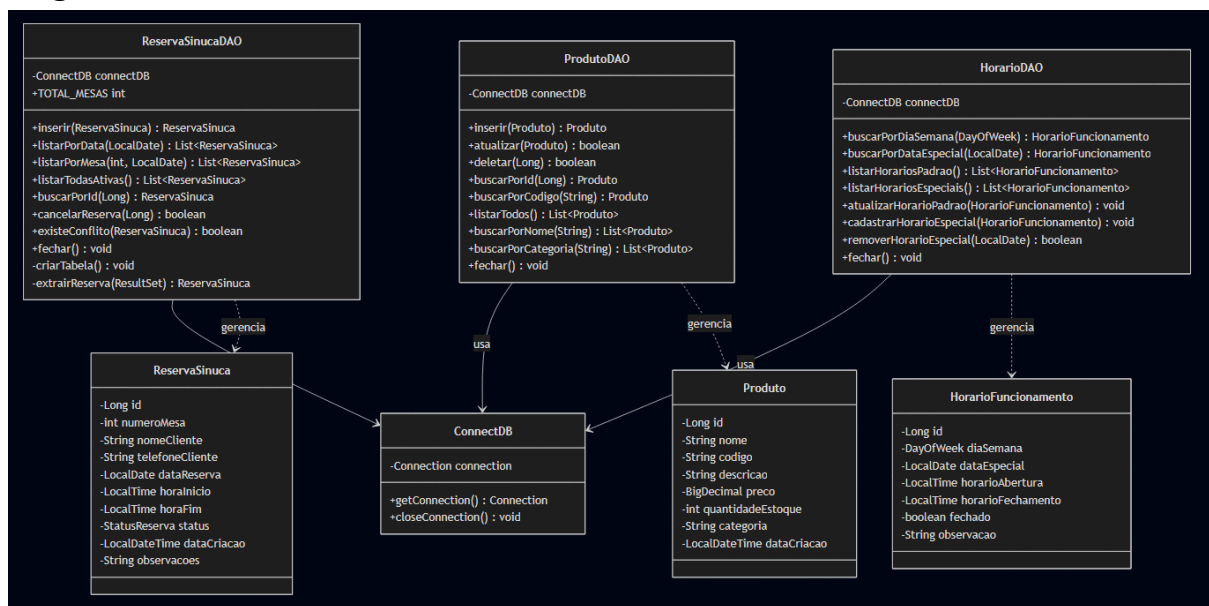 ReservaSinucaDAO
-ConnectDB connectDB
+TOTAL_MESAS int
+inserir(ReservaSinuca) : ReservaSinuca
+listarPorData(LocalDate) : List<ReservaSinuca>
+listarPorMesa(int, LocalDate) : List<ReservaSinuca>
+listarTodasAtivas() : List<ReservaSinuca>
+buscarPorId(Long) : ReservaSinuca
+cancelarReserva(Long) : boolean
+existeConflito(ReservaSinuca) : boolean
+fechar() : void
-criarTabela() : void
-extrairReserva(ResultSet) : ReservaSinuca
ProdutoDAO
-ConnectDB connectDB
+inserir(Produto) : Produto
+atualizar(Produto) : boolean
+deletar(Long) : boolean
+buscarPorId(Long) : Produto
+buscarPorCodigo(String) : Produto
+listarTodos() : List<Produto>
+buscarPorNome(String) : List<Produto>
+buscarPorCategoria(String) : List<Produto>
+fechar() : void
HorarioDAO
-ConnectDB connectDB
+buscarPorDiaSemana(DayOfWeek) : HorarioFuncionamento
+buscarPorDataEspecial(LocalDate) : HorarioFuncionamento
+listarHorariosPadrao() : List<HorarioFuncionamento>
+listarHorariosEspeciais() : List<HorarioFuncionamento>
+atualizarHorarioPadrao(HorarioFuncionamento) : void
+cadastrarHorarioEspecial(HorarioFuncionamento) : void
+removerHorarioEspecial(LocalDate) : boolean
+fechar() : void
gerencia
usa
gerencia
usa
gerencia
ReservaSinuca
-Long id
-int numeroMesa
-String nomeCliente
-String telefoneCliente
-LocalDate dataReserva
-LocalTime horaInicio
-LocalTime horaFim
-StatusReserva status
-LocalDateTime dataCriacao
-String observacoes
ConnectDB
-Connection connection
+getConnection() : Connection
+closeConnection() : void
Produto
-Long id
-String nome
-String codigo
-String descricao
-BigDecimal preco
-int quantidadeEstoque
-String categoria
-LocalDateTime dataCriacao
HorarioFuncionamento
-Long id
-DayOfWeek diaSemana
-LocalDate dataEspecial
-LocalTime horarioAbertura
-LocalTime horarioFechamento
-boolean fechado
-String observacao